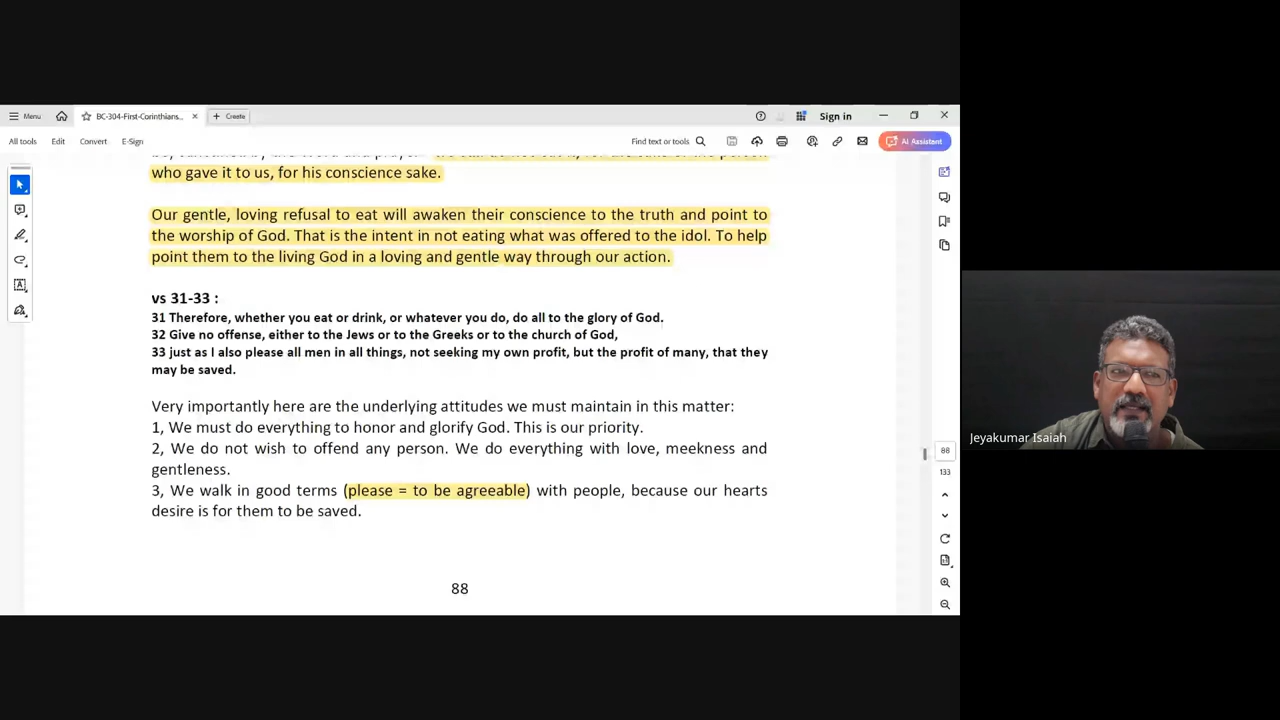 Menu
BC-304-First-Corinthians...
Create
Sign in
All tools
Edit
Convert
E-Sign
Find text or tools
AI Assistant
who gave it to us, for his conscience sake.
Our gentle, loving refusal to eat will awaken their conscience to the truth and point to
the worship of God. That is the intent in not eating what was offered to the idol. To help
point them to the living God in a loving and gentle way through our action.
vs 31-33 :
31 Therefore, whether you eat or drink, or whatever you do, do all to the glory of God.
32 Give no offense, either to the Jews or to the Greeks or to the church of God,
33 just as I also please all men in all things, not seeking my own profit, but the profit of many, that they
may be saved.
Very importantly here are the underlying attitudes we must maintain in this matter:
1, We must do everything to honor and glorify God. This is our priority.
2, We do not wish to offend any person. We do everything with love, meekness and
gentleness.
3, We walk in good terms (please = to be agreeable) with people, because our hearts
desire is for them to be saved.
88
88
133
Jeyakumar Isaiah